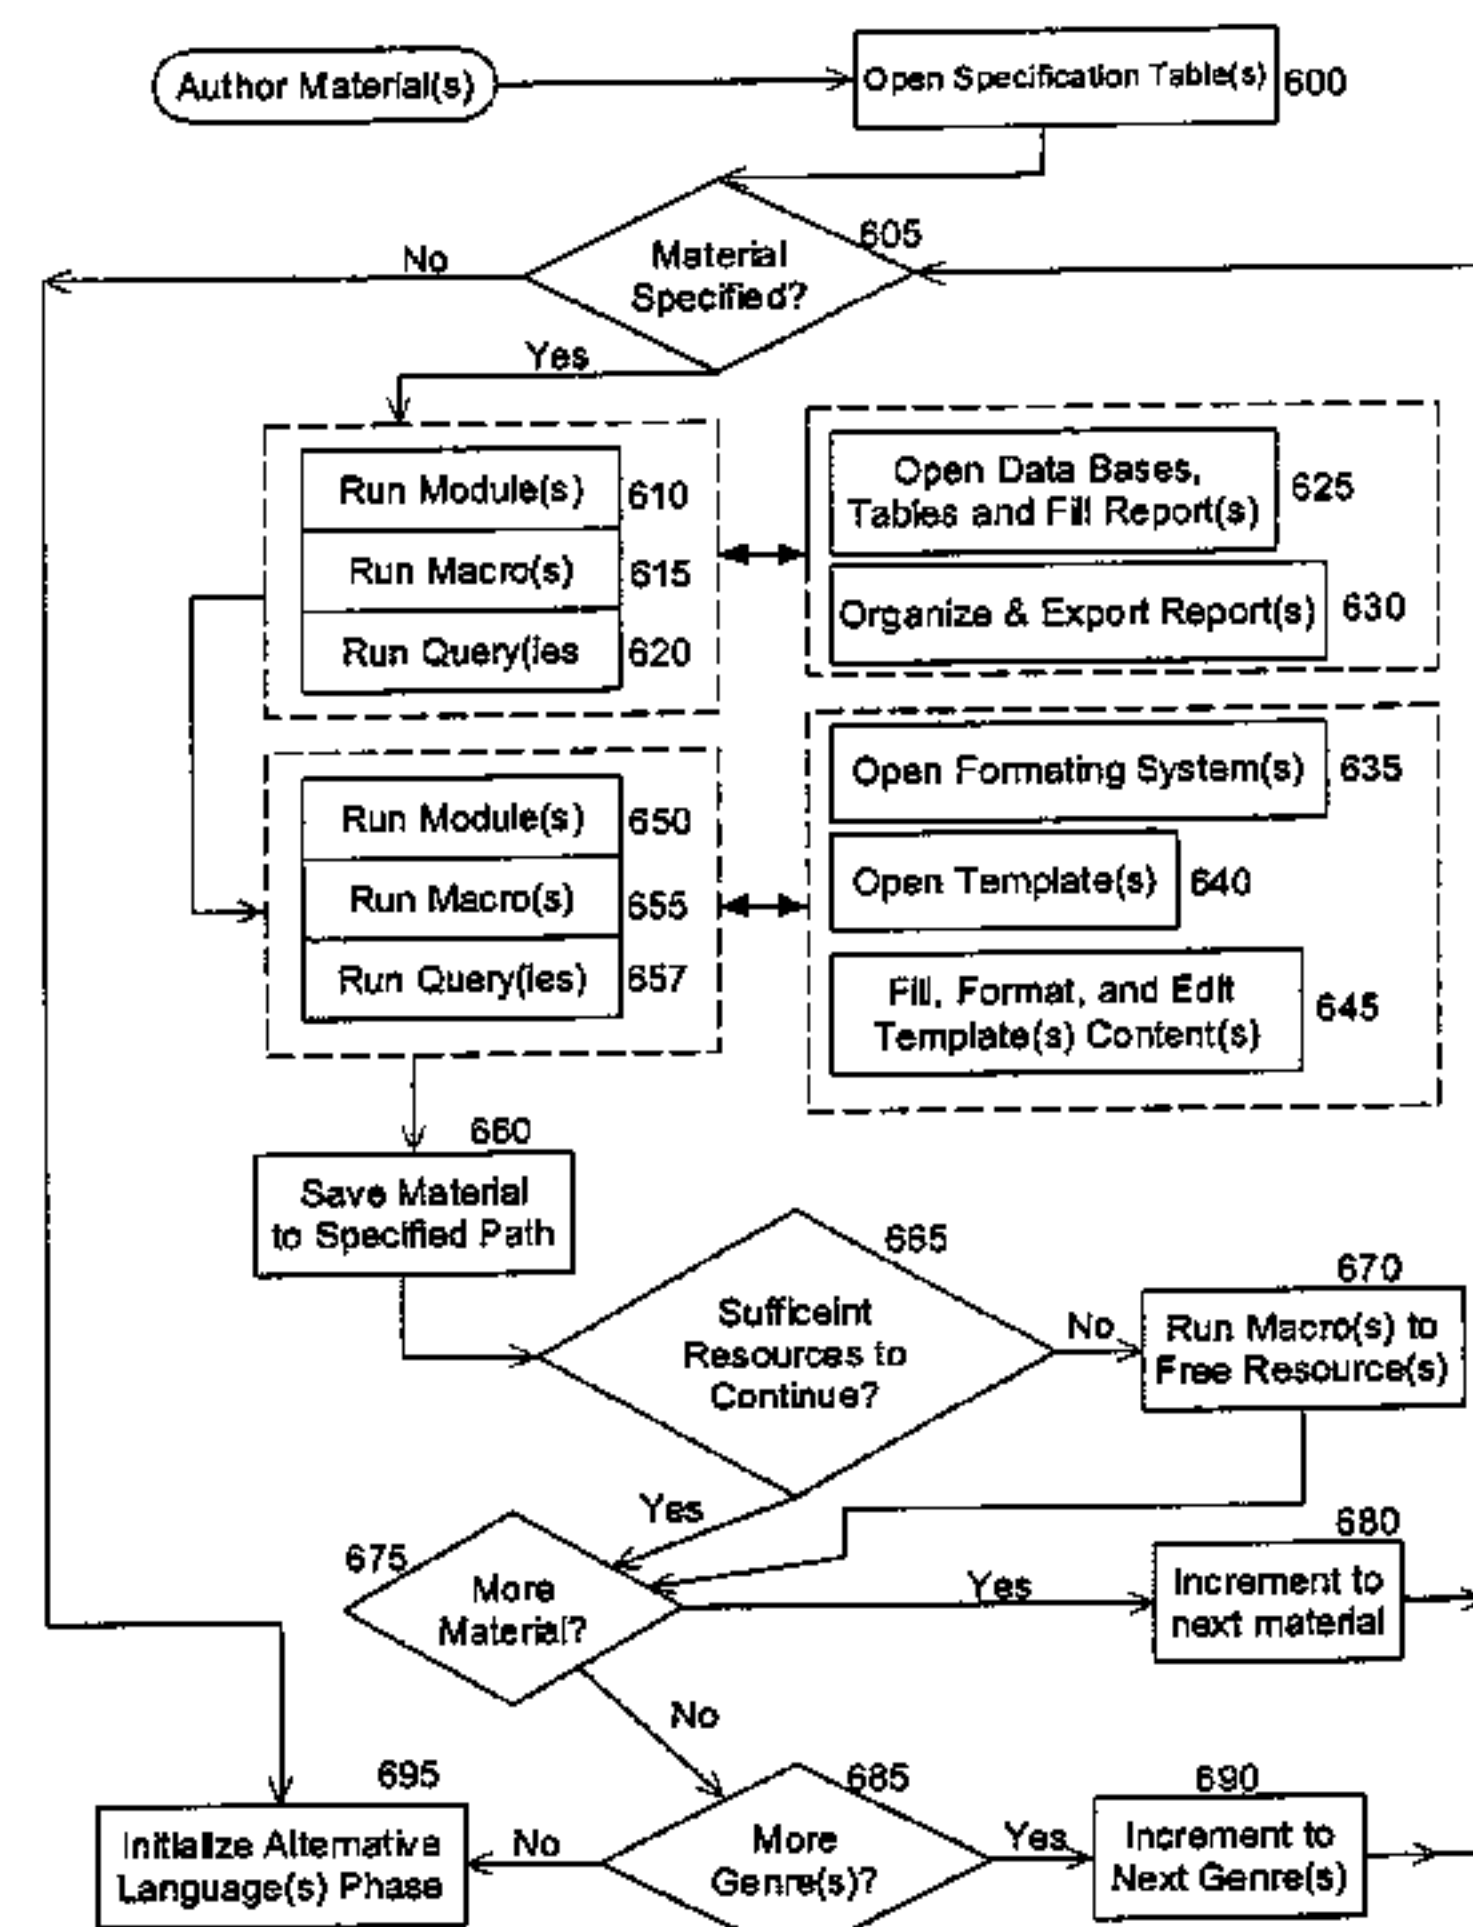 Author Material(s)
Open Specification Table(s)
600
605
Material
Specified?
No
Yes
Run Module(s)
610
Run Macro(s)
615
Run Query(ies
620
Open Data Bases,
Tables and Fill Report(s)
625
Organize & Export Report(s)
630
Open Formating System(s)
635
Open Template(s)
640
Fill, Format, and Edit
Template(s) Content(s)
645
Run Module(s)
650
Run Macro(s)
655
Run Query(ies)
657
660
Save Material
to Specified Path
665
Sufficeint
Resources to
Continue?
No
670
Run Macro(s) to
Free Resource(s)
Yes
675
More
Material?
Yes
680
Increment to
next material
No
685
More
Genre(s)?
Yes
690
Increment to
Next Genre(s)
No
695
Initialize Alternative
Language(s) Phase